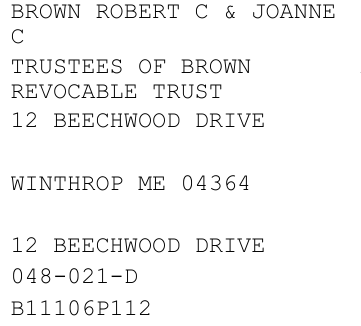 BROWN ROBERT C & JOANNE
C
TRUSTEES OF BROWN
REVOCABLE TRUST
12 BEECHWOOD DRIVE
WINTHROP ME 04364
12 BEECHWOOD DRIVE
048-021-D
B11106P112